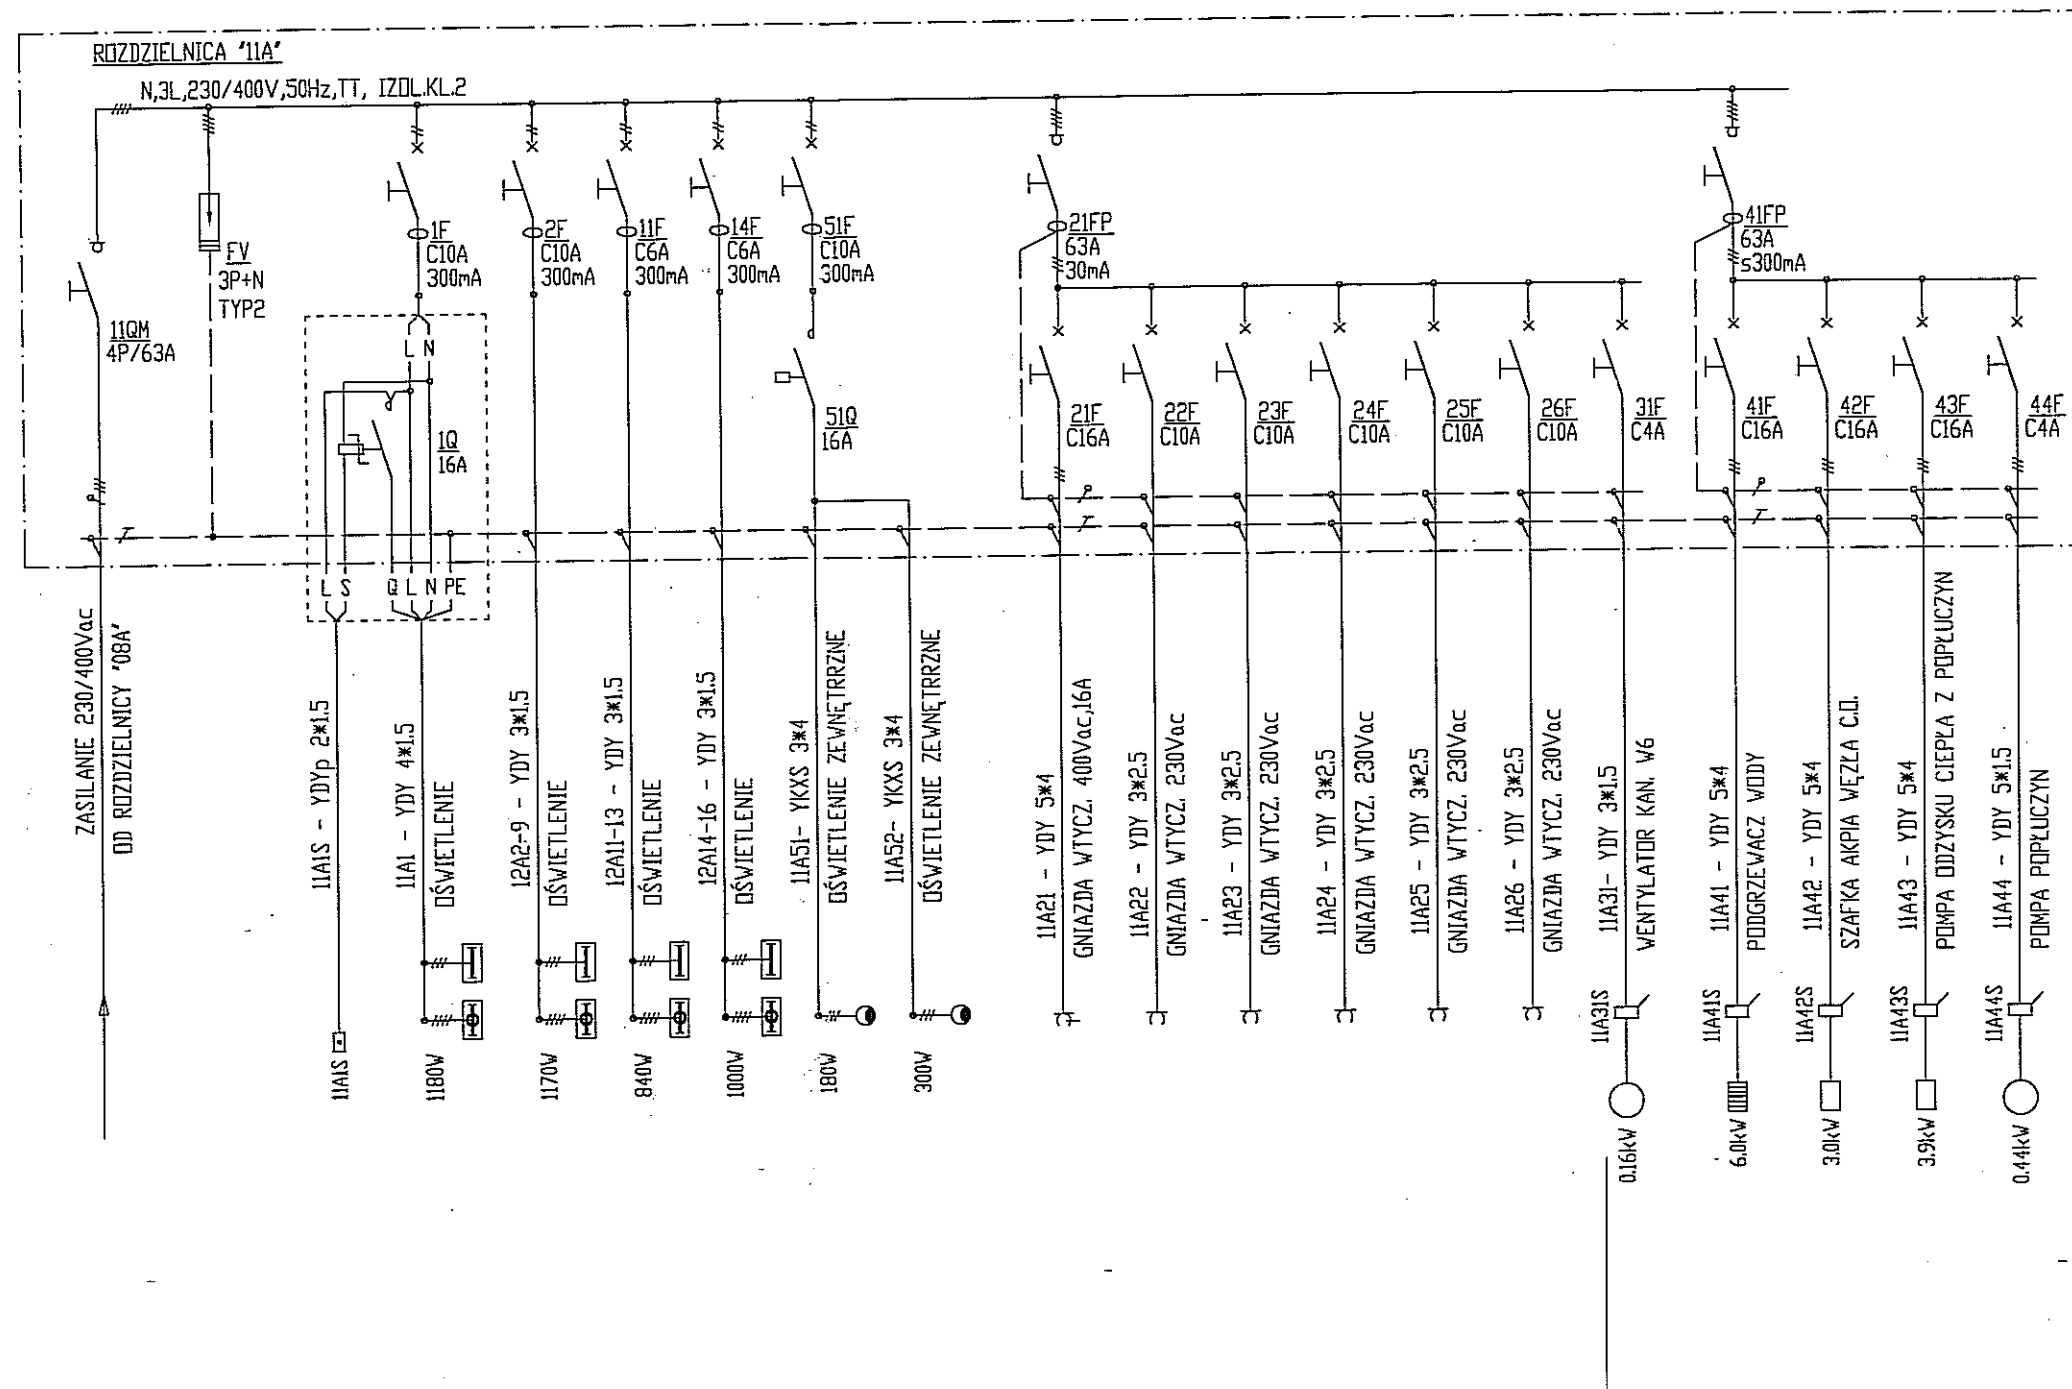 ROZDZIELNICA "11A"
N,3L,230/400V,50Hz,TT, IZOL.KL.2
11QM
4P/63A
FV
3P+N
TYP2
1F
C10A
300mA
2F
C10A
300mA
11F
C6A
300mA
14F
C6A
300mA
51F
C10A
300mA
21FP
63A
30mA
41FP
63A
s300mA
L N
1Q
16A
51Q
16A
21F
C16A
22F
C10A
23F
C10A
24F
C10A
25F
C10A
26F
C10A
31F
C4A
41F
C16A
42F
C16A
43F
C16A
44F
C4A
L S Q L N PE
ZASILANIE 230/400Vac
OD ROZDZIELNICY "08A"
11A1S - YDYp 2*1.5
11A1 - YDY 4*1.5
OŚWIETLENIE
12A2÷9 - YDY 3*1.5
OŚWIETLENIE
12A11-13 - YDY 3*1.5
OŚWIETLENIE
12A14-16 - YDY 3*1.5
OŚWIETLENIE
11A51- YKXS 3*4
OŚWIETLENIE ZEWNĘTRRZNE
11A52- YKXS 3*4
OŚWIETLENIE ZEWNĘTRRZNE
11A21 - YDY 5*4
GNIAZDA WTYCZ. 400Vac,16A
11A22 - YDY 3*2.5
GNIAZDA WTYCZ. 230Vac
11A23 - YDY 3*2.5
GNIAZDA WTYCZ. 230Vac
11A24 - YDY 3*2.5
GNIAZDA WTYCZ. 230Vac
11A25 - YDY 3*2.5
GNIAZDA WTYCZ. 230Vac
11A26 - YDY 3*2.5
GNIAZDA WTYCZ. 230Vac
11A31- YDY 3*1.5
WENTYLATOR KAN. W6
11A41 - YDY 5*4
PODGRZEWACZ WODY
11A42 - YDY 5*4
SZAFKA AKPIA WĘZŁA C.O.
11A43 - YDY 5*4
POMPA ODZYSKU CIEPŁA Z POPŁUCZYN
11A44 - YDY 5*1.5
POMPA POPŁUCZYN
11A1S
1180W
1170W
840W
1000W
180W
300W
11A31S
0.16kW
11A41S
6.0kW
11A42S
3.0kW
11A43S
3.9kW
11A44S
0.44kW